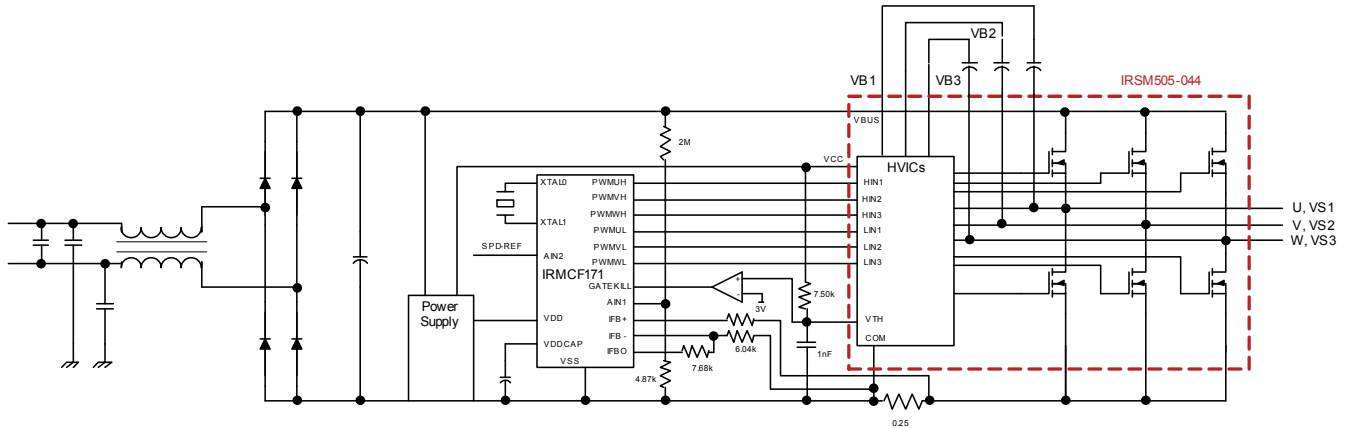 VB2
VB1
VB3
IRSM505-044
VBUS
2M
VCC
HVICs
XTAL0
PWMUH
HIN1
PWMVH
HIN2
PWMWH
HIN3
U, VS1
XTAL1
PWMUL
LIN1
V, VS2
SPD-REF
PWMVL
LIN2
W, VS3
AIN2
PWMWL
LIN3
IRMCF171
GATEKILL
+
-
3V
7.50k
Power
Supply
AIN1
VDD
IFB+
VTH
IFB -
6.04k
COM
VDDCAP
IFBO
1nF
VSS
7.68k
4.87k
0.25